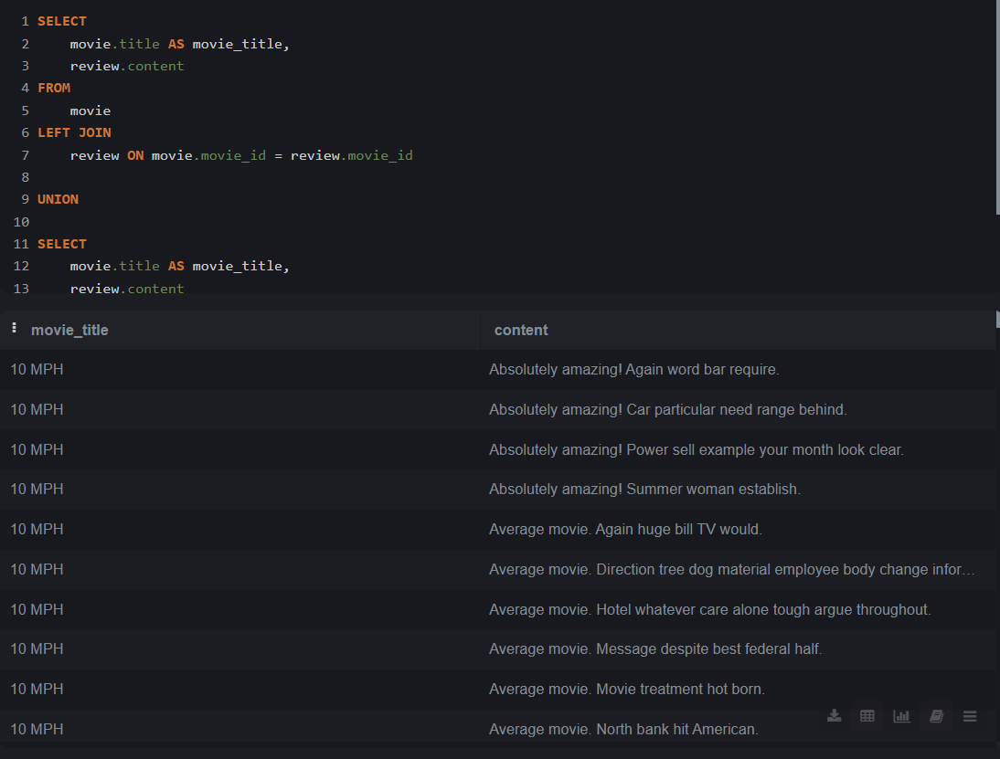 1 SELECT
2 movie.title AS movie_title,
3 review.content
4 FROM
5 movie
6 LEFT JOIN
7 review ON movie.movie_id = review.movie_id
8
9 UNION
10
11 SELECT
12 movie.title AS movie_title,
13 review.content
movie_title content
10 MPH Absolutely amazing! Again word bar require.
10 MPH Absolutely amazing! Car particular need range behind.
10 MPH Absolutely amazing! Power sell example your month look clear.
10 MPH Absolutely amazing! Summer woman establish.
10 MPH Average movie. Again huge bill TV would.
10 MPH Average movie. Direction tree dog material employee body change infor…
10 MPH Average movie. Hotel whatever care alone tough argue throughout.
10 MPH Average movie. Message despite best federal half.
10 MPH Average movie. Movie treatment hot born.
10 MPH Average movie. North bank hit American.